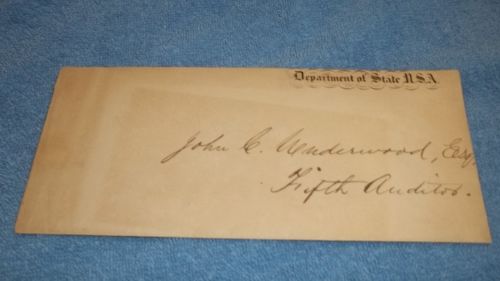 Department of State U.S.A.
John C. Underwood, Esq.
Fifth Auditor.